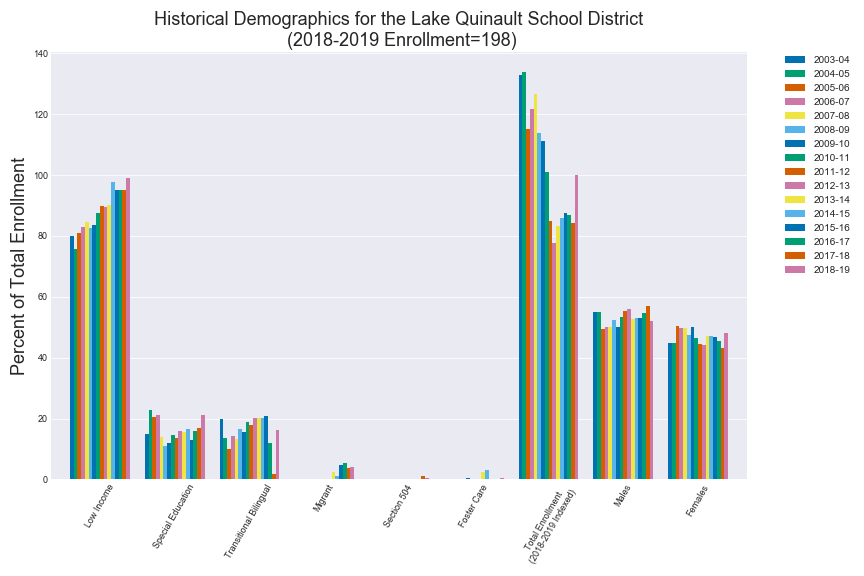 Historical Demographics for the Lake Quinault School District
(2018-2019 Enrollment=198)
Percent of Total Enrollment
140
120
100
80
60
40
20
0
Low Income
Special Education
Transitional Bilingual
Migrant
Section 504
Foster Care
Total Enrollment
(2018-2019 Indexed)
Males
Females
2003-04
2004-05
2005-06
2006-07
2007-08
2008-09
2009-10
2010-11
2011-12
2012-13
2013-14
2014-15
2015-16
2016-17
2017-18
2018-19